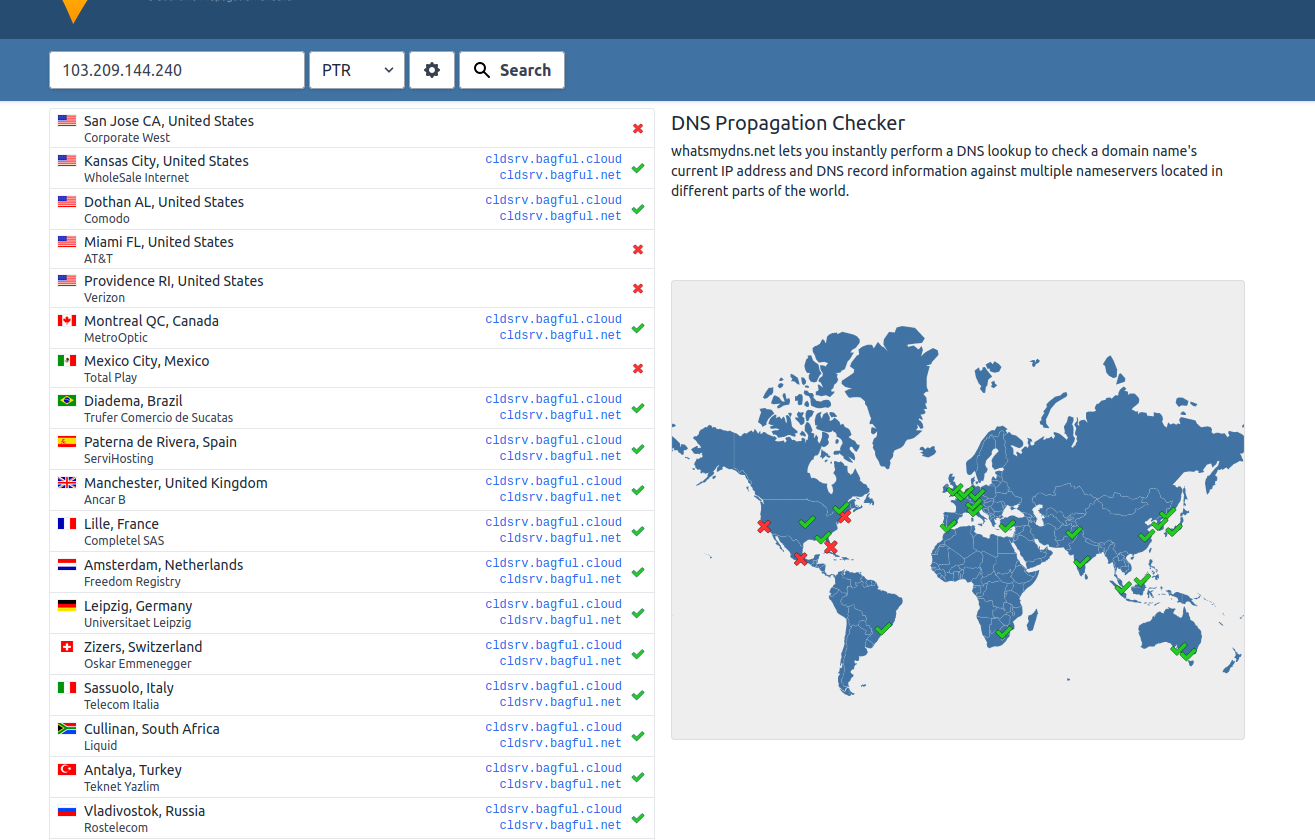 103.209.144.240
PTR
Search
San Jose CA, United States
Corporate West
Kansas City, United States
WholeSale Internet
cldsrv.bagful.cloud
cldsrv.bagful.net
Dothan AL, United States
Comodo
cldsrv.bagful.cloud
cldsrv.bagful.net
Miami FL, United States
AT&T
Providence RI, United States
Verizon
Montreal QC, Canada
MetroOptic
cldsrv.bagful.cloud
cldsrv.bagful.net
Mexico City, Mexico
Total Play
Diadema, Brazil
Trufer Comercio de Sucatas
cldsrv.bagful.cloud
cldsrv.bagful.net
Paterna de Rivera, Spain
ServiHosting
cldsrv.bagful.cloud
cldsrv.bagful.net
Manchester, United Kingdom
Ancar B
cldsrv.bagful.cloud
cldsrv.bagful.net
Lille, France
Completel SAS
cldsrv.bagful.cloud
cldsrv.bagful.net
Amsterdam, Netherlands
Freedom Registry
cldsrv.bagful.cloud
cldsrv.bagful.net
Leipzig, Germany
Universitaet Leipzig
cldsrv.bagful.cloud
cldsrv.bagful.net
Zizers, Switzerland
Oskar Emmenegger
cldsrv.bagful.cloud
cldsrv.bagful.net
Sassuolo, Italy
Telecom Italia
cldsrv.bagful.cloud
cldsrv.bagful.net
Cullinan, South Africa
Liquid
cldsrv.bagful.cloud
cldsrv.bagful.net
Antalya, Turkey
Teknet Yazlim
cldsrv.bagful.cloud
cldsrv.bagful.net
Vladivostok, Russia
Rostelecom
cldsrv.bagful.cloud
cldsrv.bagful.net
DNS Propagation Checker
whatsmydns.net lets you instantly perform a DNS lookup to check a domain name's
current IP address and DNS record information against multiple nameservers located in
different parts of the world.